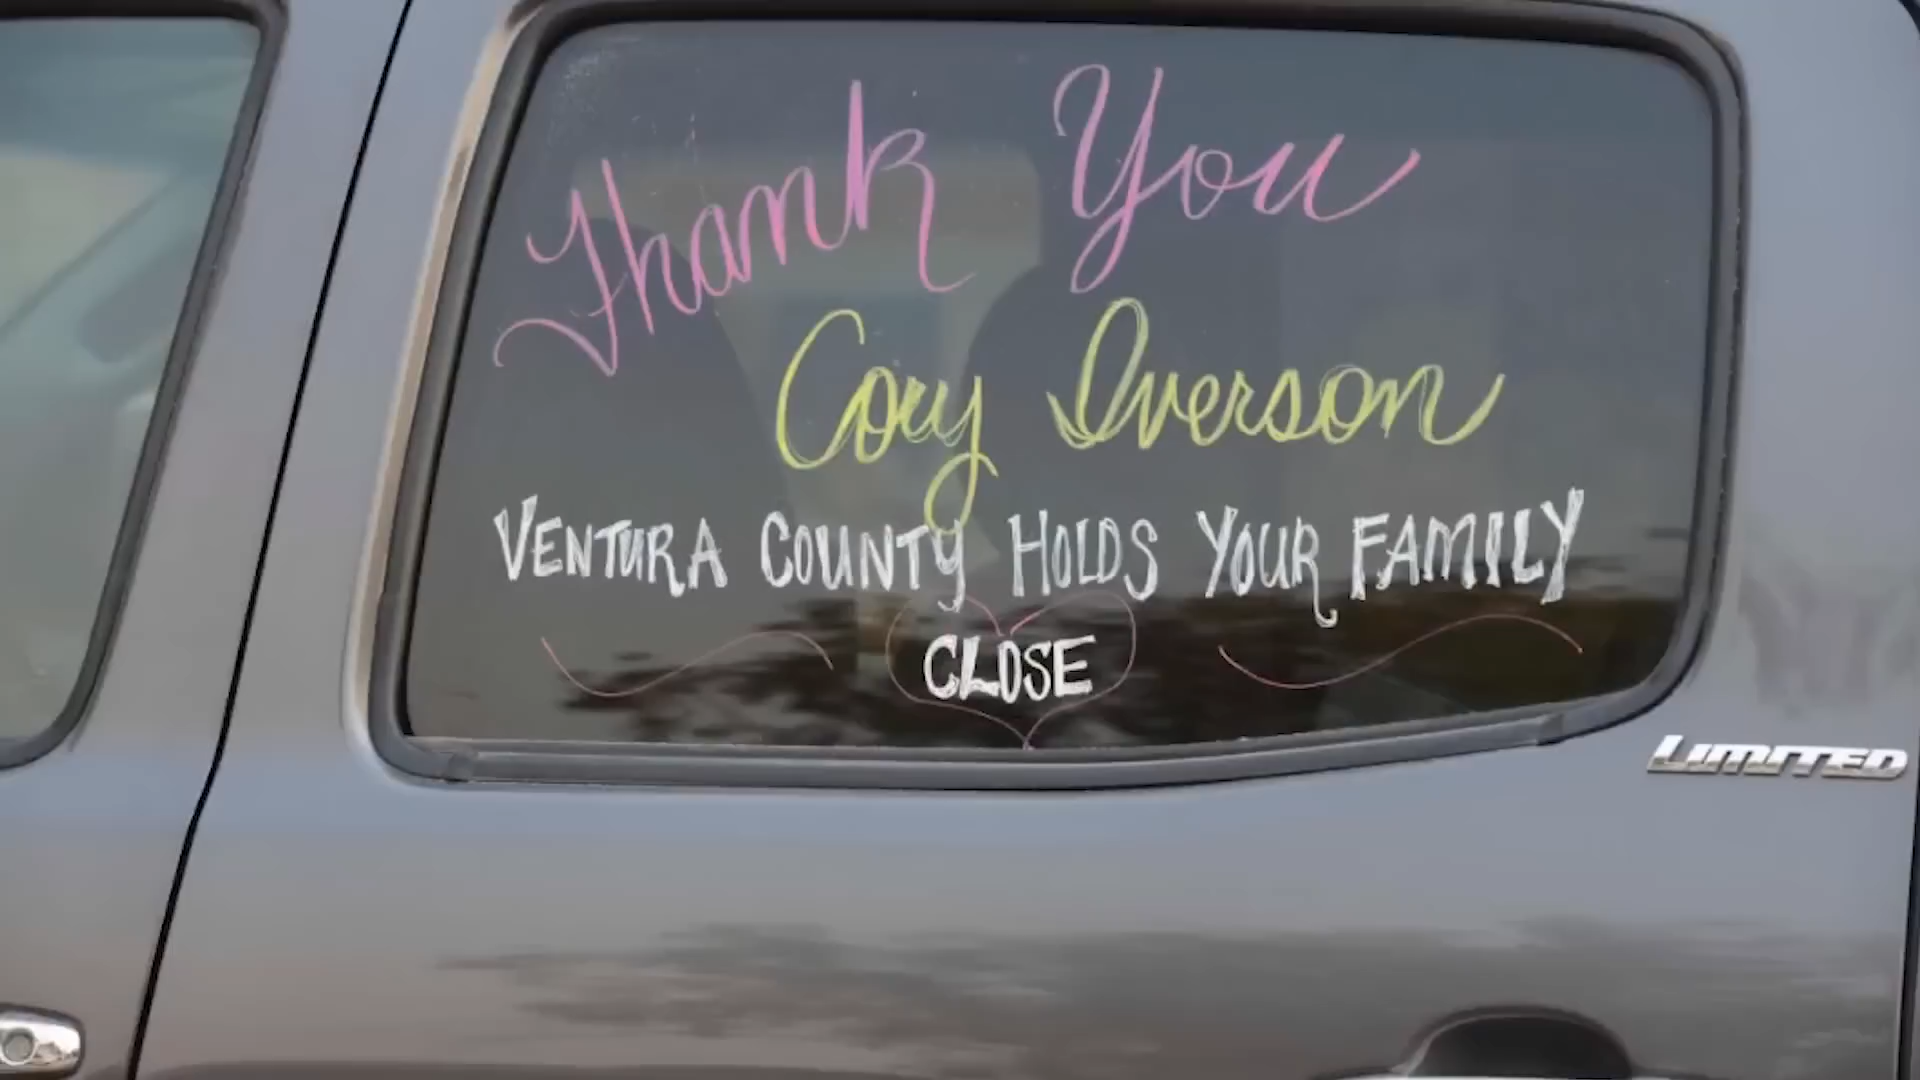 Thank You
Cory Iverson
VENTURA COUNTY HOLDS YOUR FAMILY
CLOSE
LIMITED